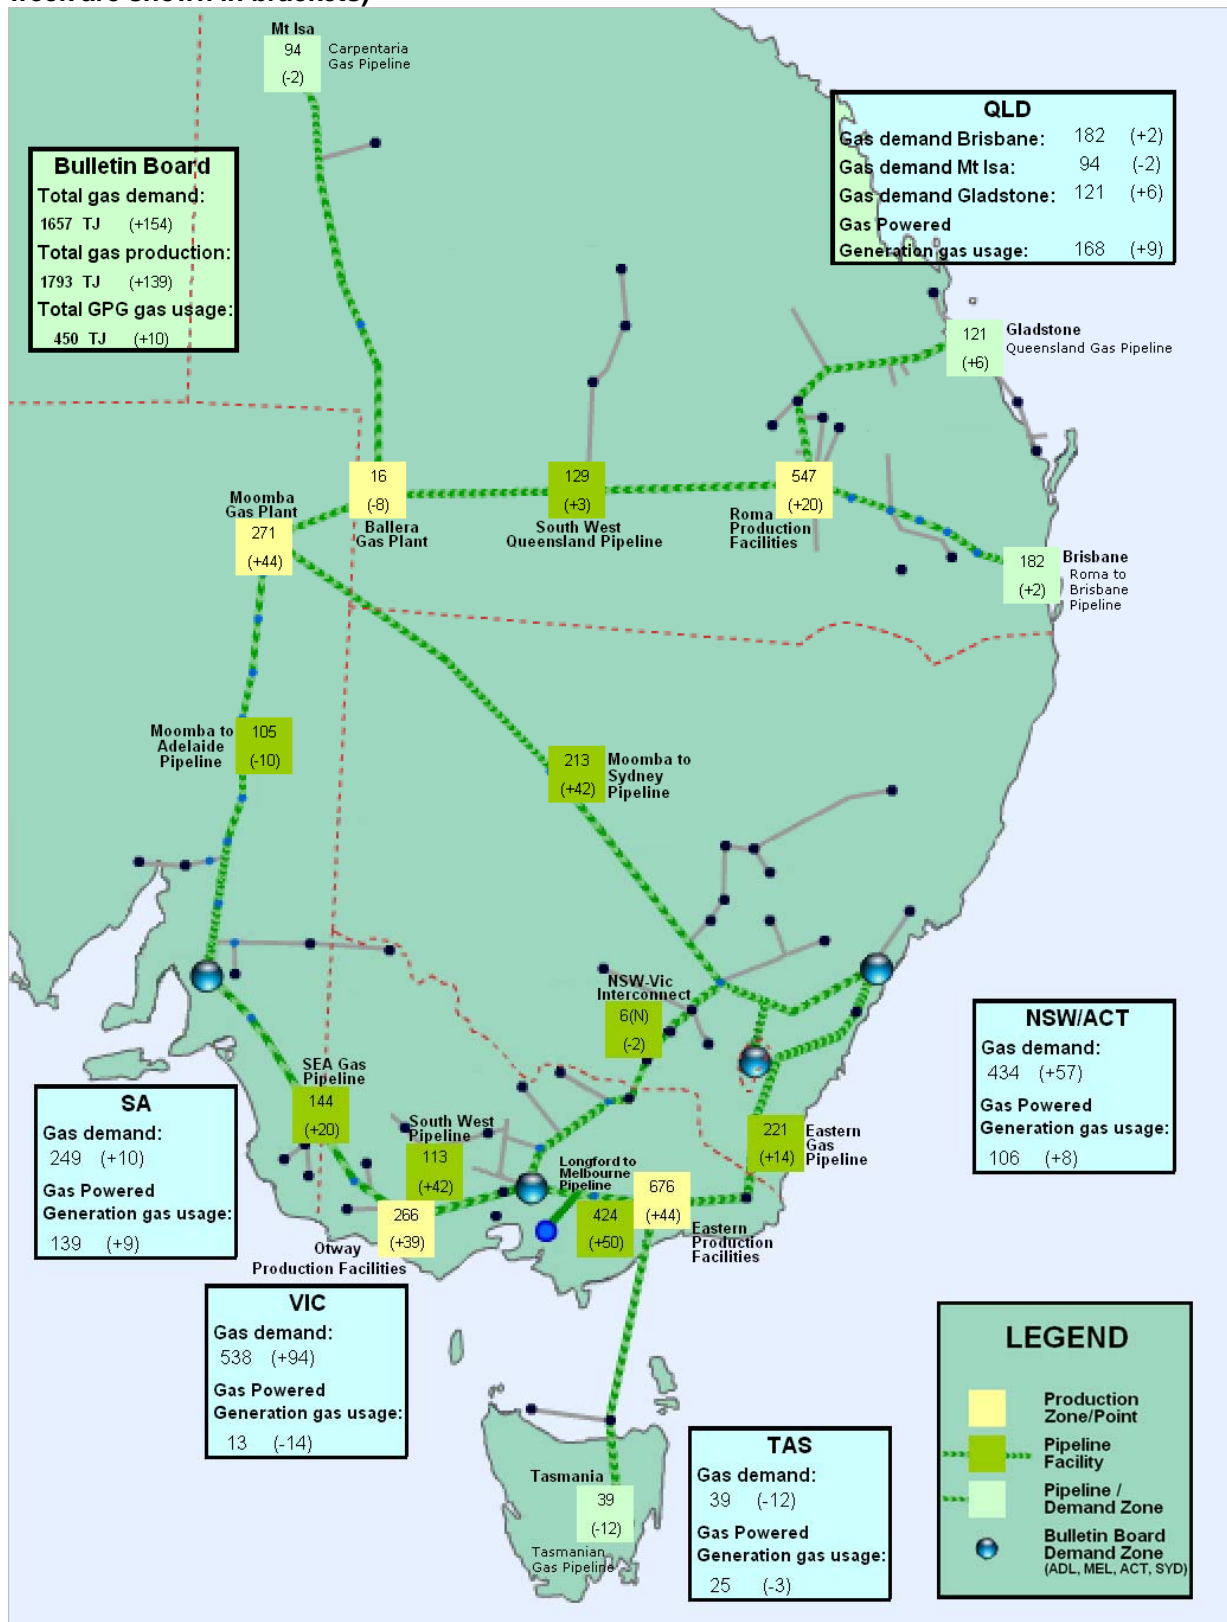 week are shown in brackets)
Mt Isa
94
(-2)
Carpentaria
Gas Pipeline
QLD
Gas demand Brisbane: 182 (+2)
Gas demand Mt Isa: 94 (-2)
Gas demand Gladstone: 121 (+6)
Gas Powered
Generation gas usage: 168 (+9)
Bulletin Board
Total gas demand:
1657 TJ (+154)
Total gas production:
1793 TJ (+139)
Total GPG gas usage:
450 TJ (+10)
121
(+6)
Gladstone
Queensland Gas Pipeline
16
(-8)
Ballera
Gas Plant
129
(+3)
South West
Queensland Pipeline
547
(+20)
Roma
Production
Facilities
Moomba
Gas Plant
271
(+44)
182
(+2)
Brisbane
Roma to
Brisbane
Pipeline
Moomba to
Adelaide
Pipeline
105
(-10)
213
(+42)
Moomba to
Sydney
Pipeline
NSW-Vic
Interconnect
6(N)
(-2)
NSW/ACT
Gas demand:
434 (+57)
Gas Powered
Generation gas usage:
106 (+8)
SEA Gas
Pipeline
144
(+20)
SA
Gas demand:
249 (+10)
Gas Powered
Generation gas usage:
139 (+9)
South West
Pipeline
113
(+42)
221
(+14)
Eastern
Gas
Pipeline
Longford to
Melbourne
Pipeline
424
(+50)
676
(+44)
Eastern
Production
Facilities
266
(+39)
Otway
Production Facilities
VIC
Gas demand:
538 (+94)
Gas Powered
Generation gas usage:
13 (-14)
LEGEND
Production
Zone/Point
Pipeline
Facility
Pipeline /
Demand Zone
Bulletin Board
Demand Zone
(ADL, MEL, ACT, SYD)
TAS
Gas demand:
39 (-12)
Gas Powered
Generation gas usage:
25 (-3)
Tasmania
39
(-12)
Tasmanian
Gas Pipeline